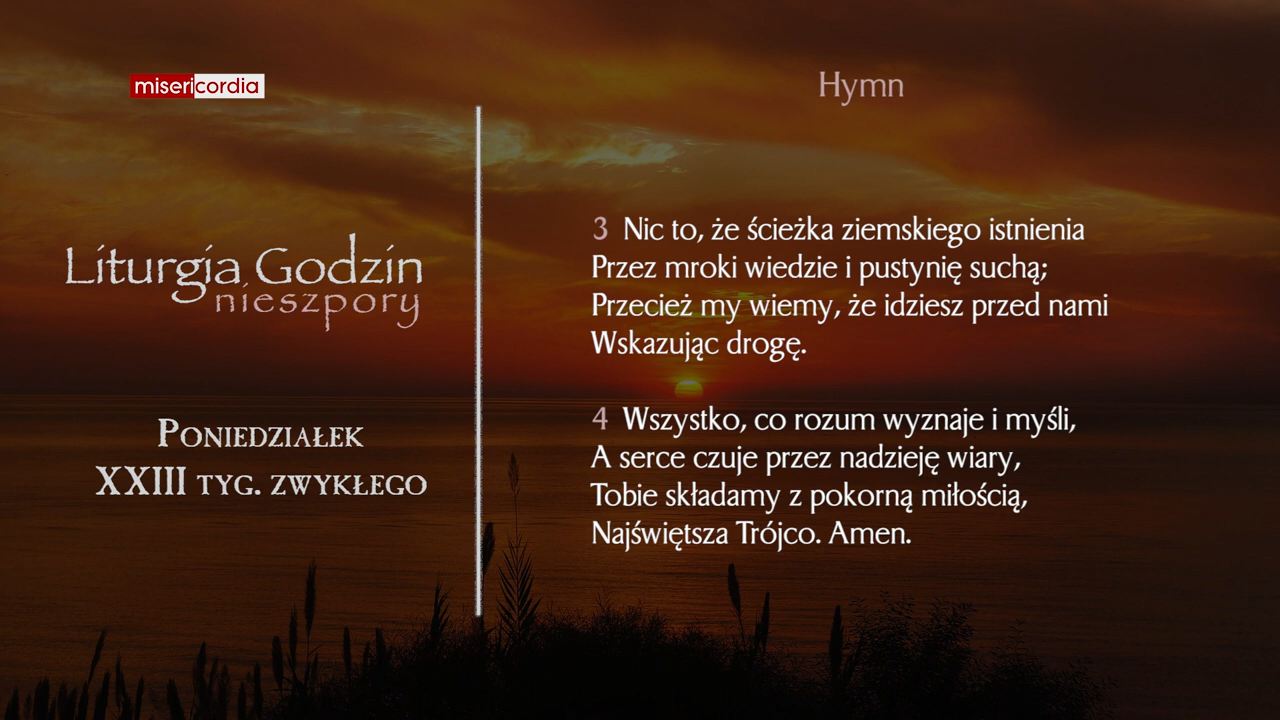 misericordia
Liturgia Godzin
nieszpory
Poniedziałek
XXIII tyg. zwykłego
Hymn
3 Nic to, że ścieżka ziemskiego istnienia
Przez mroki wiedzie i pustynię suchą;
Przecież my wiemy, że idziesz przed nami
Wskazując drogę.
4 Wszystko, co rozum wyznaje i myśli,
A serce czuje przez nadzieję wiary,
Tobie składamy z pokorną miłością,
Najświętsza Trójco. Amen.